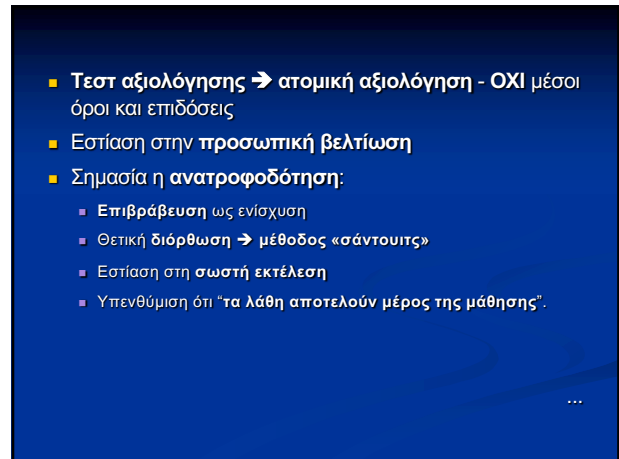 Τεστ αξιολόγησης ➔ ατομική αξιολόγηση - ΟΧΙ μέσοι
όροι και επιδόσεις
Εστίαση στην προσωπική βελτίωση
Σημασία η ανατροφοδότηση:
Επιβράβευση ως ενίσχυση
Θετική διόρθωση ➔ μέθοδος «σάντουιτς»
Εστίαση στη σωστή εκτέλεση
Υπενθύμιση ότι “τα λάθη αποτελούν μέρος της μάθησης”.
...